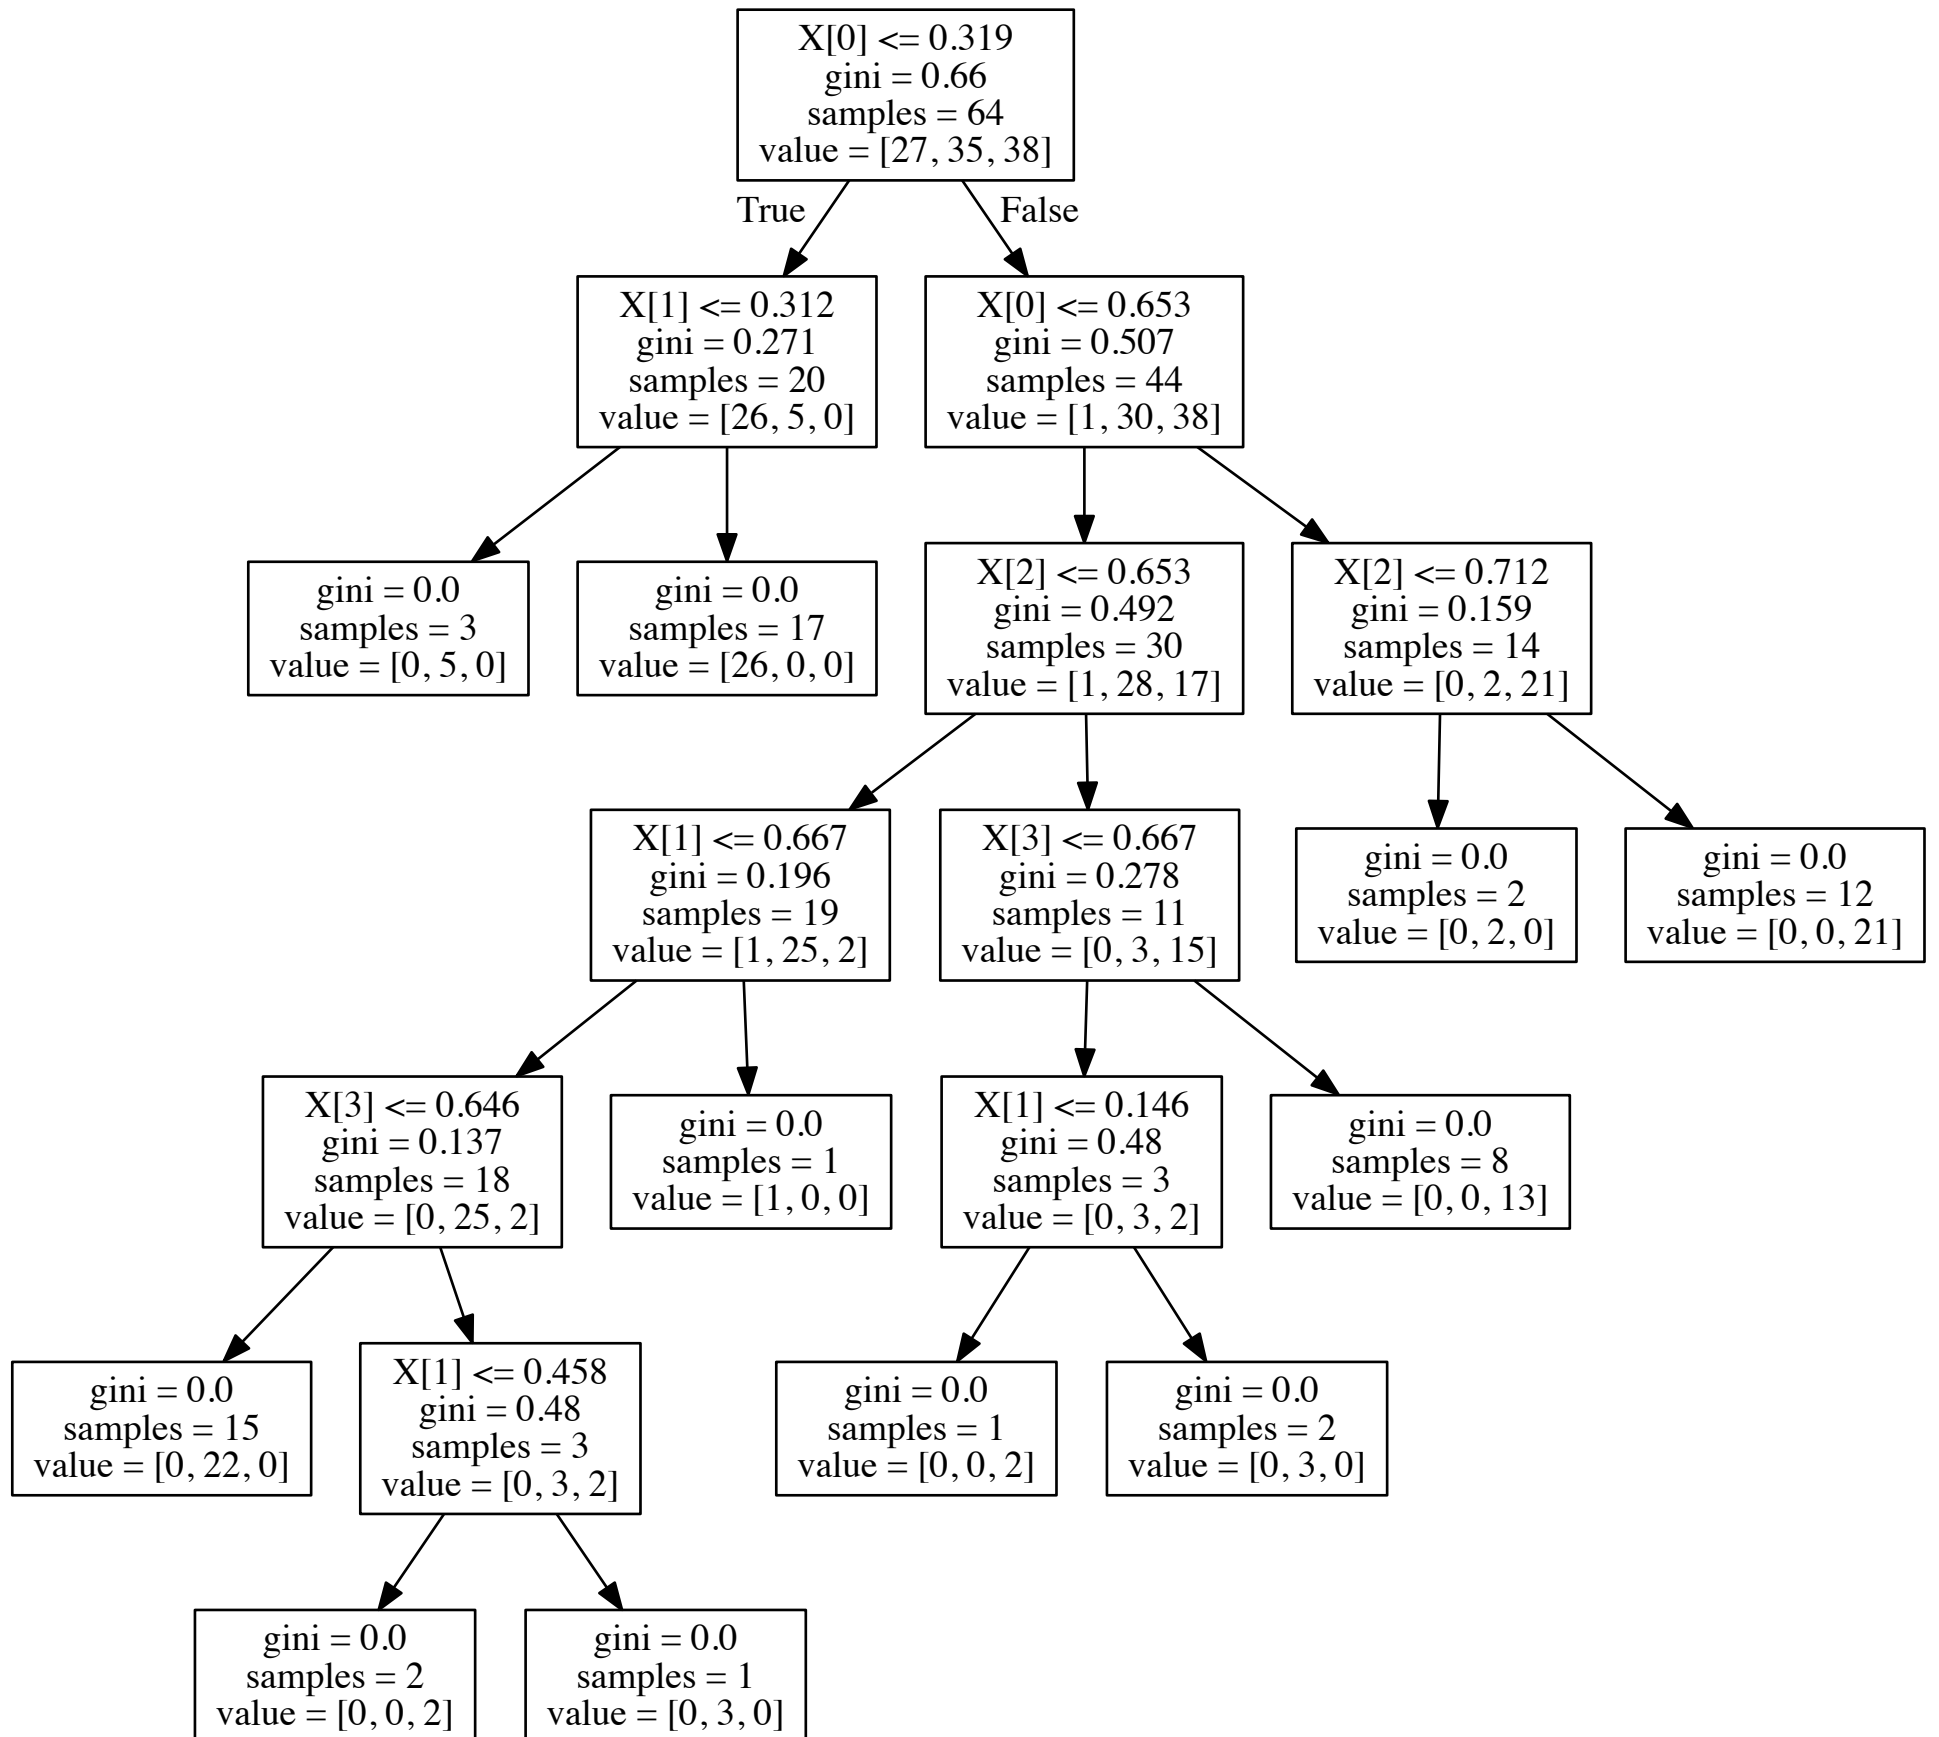 X[0] <= 0.319
gini = 0.66
samples = 64
value = [27, 35, 38]
True
False
X[1] <= 0.312
gini = 0.271
samples = 20
value = [26, 5, 0]
X[0] <= 0.653
gini = 0.507
samples = 44
value = [1, 30, 38]
gini = 0.0
samples = 3
value = [0, 5, 0]
gini = 0.0
samples = 17
value = [26, 0, 0]
X[2] <= 0.653
gini = 0.492
samples = 30
value = [1, 28, 17]
X[2] <= 0.712
gini = 0.159
samples = 14
value = [0, 2, 21]
X[1] <= 0.667
gini = 0.196
samples = 19
value = [1, 25, 2]
X[3] <= 0.667
gini = 0.278
samples = 11
value = [0, 3, 15]
gini = 0.0
samples = 2
value = [0, 2, 0]
gini = 0.0
samples = 12
value = [0, 0, 21]
X[3] <= 0.646
gini = 0.137
samples = 18
value = [0, 25, 2]
gini = 0.0
samples = 1
value = [1, 0, 0]
X[1] <= 0.146
gini = 0.48
samples = 3
value = [0, 3, 2]
gini = 0.0
samples = 8
value = [0, 0, 13]
gini = 0.0
samples = 15
value = [0, 22, 0]
X[1] <= 0.458
gini = 0.48
samples = 3
value = [0, 3, 2]
gini = 0.0
samples = 1
value = [0, 0, 2]
gini = 0.0
samples = 2
value = [0, 3, 0]
gini = 0.0
samples = 2
value = [0, 0, 2]
gini = 0.0
samples = 1
value = [0, 3, 0]